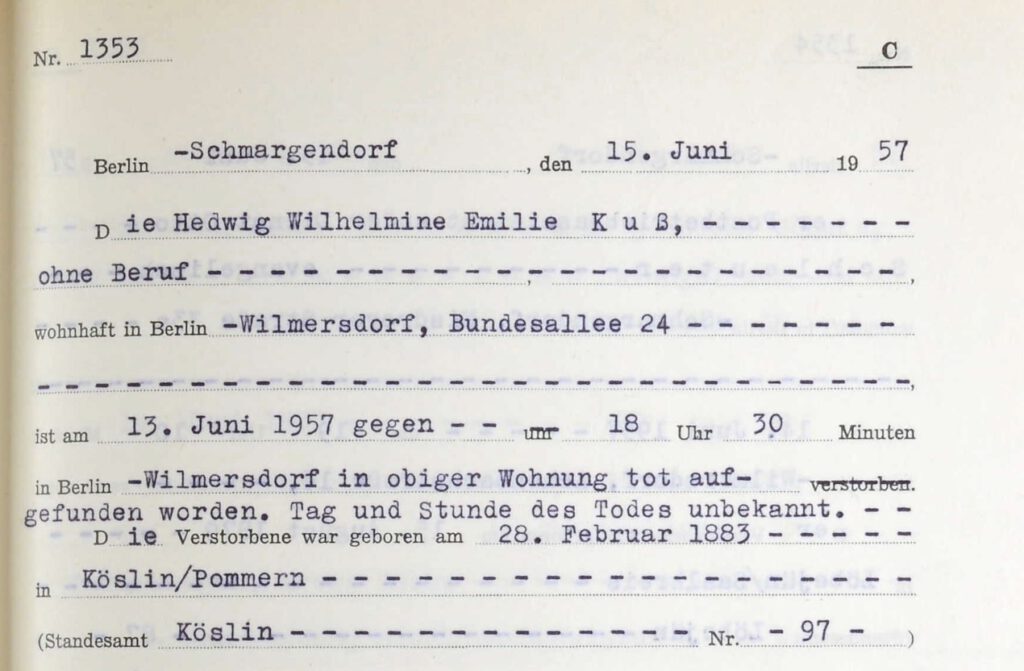 Nr. 1353 C
Berlin -Schmargendorf, den 15. Juni 19 57
Die Hedwig Wilhelmine Emilie K u ß, - - - - - - -
ohne Beruf - - - - - - - - - - - - - - - - - - - - - -,
wohnhaft in Berlin -Wilmersdorf, Bundesallee 24 - - - - - - -
- - - - - - - - - - - - - - - - - - - - - - - - - - - -,
ist am 13. Juni 1957 gegen - - um 18 Uhr 30 Minuten
in Berlin -Wilmersdorf in obiger Wohnung tot auf- verstorben.
gefunden worden. Tag und Stunde des Todes unbekannt. - -
Die Verstorbene war geboren am 28. Februar 1883 - - - - -
in Köslin/Pommern - - - - - - - - - - - - - - - - - -
(Standesamt Köslin - - - - - - - - - - - - - Nr. - 97 - )